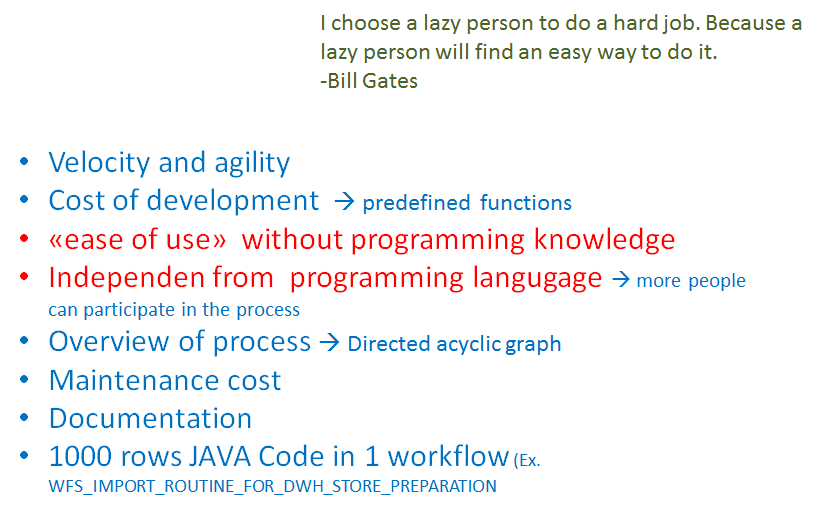 I choose a lazy person to do a hard job. Because a
lazy person will find an easy way to do it.
-Bill Gates
• Velocity and agility
• Cost of development → predefined functions
• «ease of use» without programming knowledge
• Independen from programming langugage → more people
can participate in the process
• Overview of process → Directed acyclic graph
• Maintenance cost
• Documentation
• 1000 rows JAVA Code in 1 workflow (Ex.
WFS_IMPORT_ROUTINE_FOR_DWH_STORE_PREPARATION